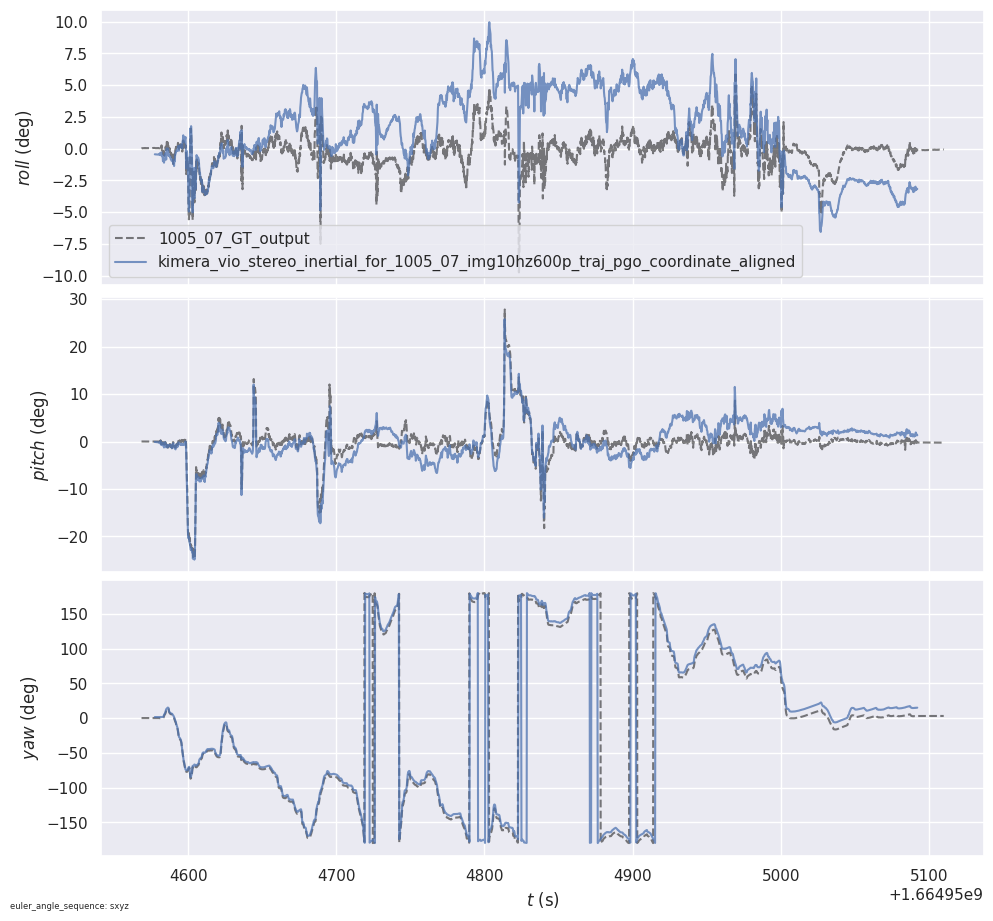 10.0
7.5
5.0
2.5
0.0
−2.5
−5.0
−7.5
−10.0
roll (deg)
1005_07_GT_output
kimera_vio_stereo_inertial_for_1005_07_img10hz600p_traj_pgo_coordinate_aligned
30
20
10
0
−10
−20
pitch (deg)
150
100
50
0
−50
−100
−150
yaw (deg)
4600 4700 4800 4900 5000 5100
t (s)
+1.66495e9
euler_angle_sequence: sxyz